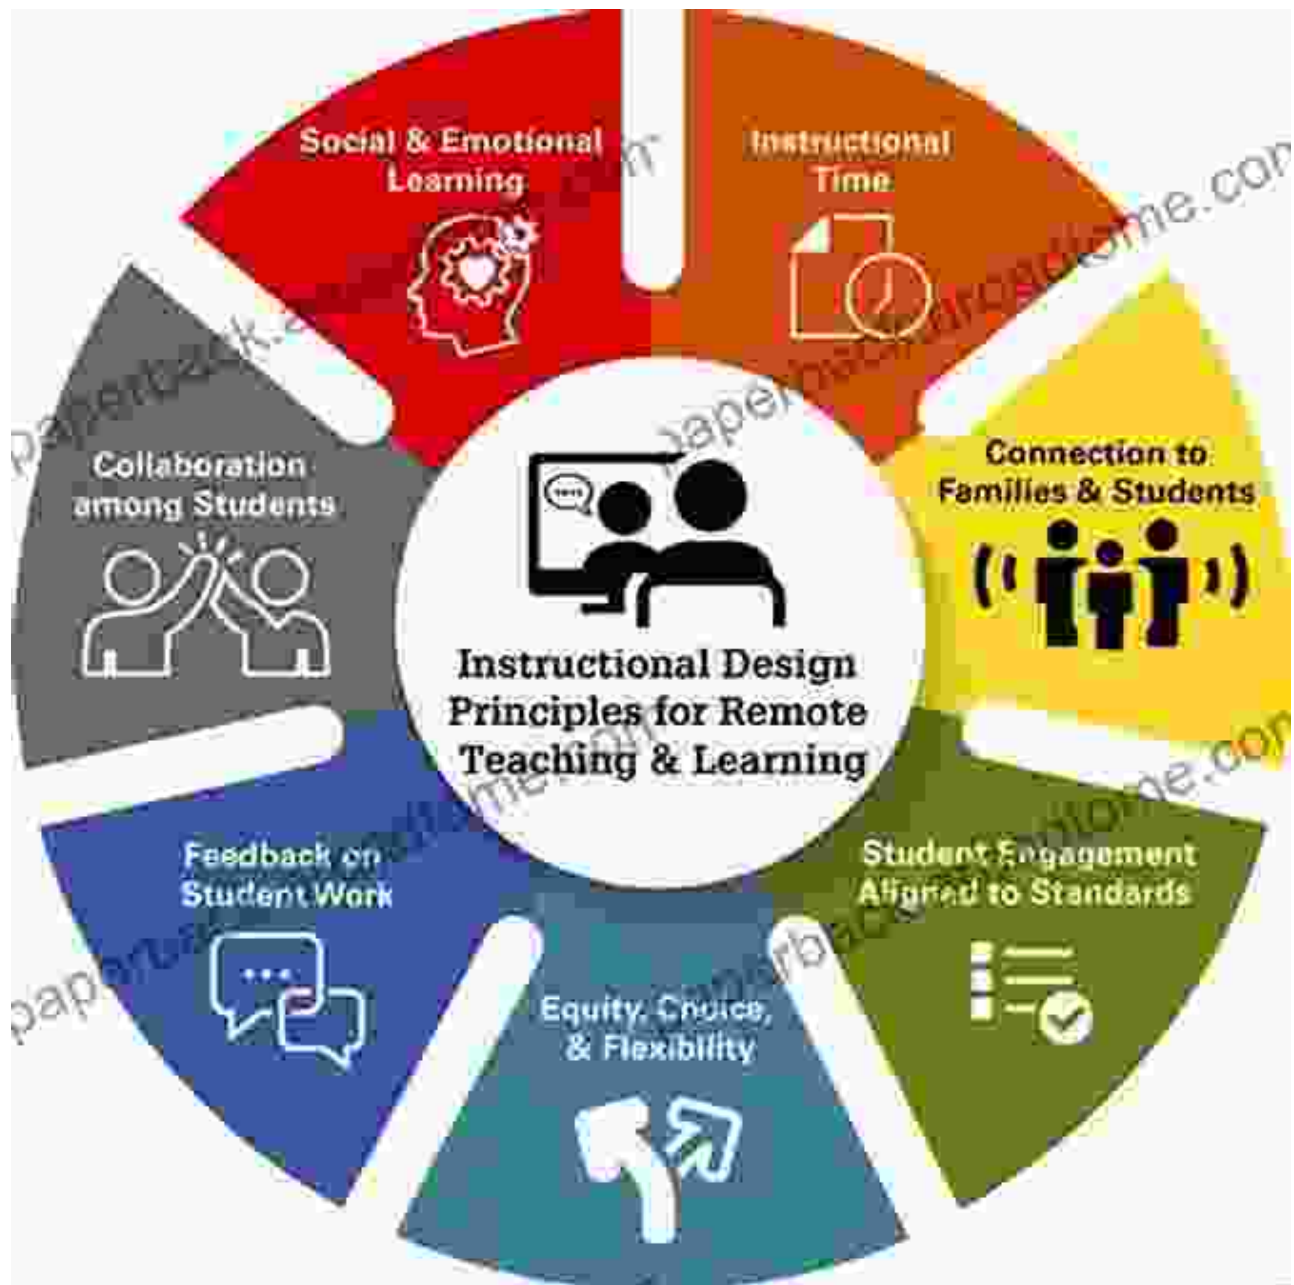 Social & Emotional
Learning
Instructional
Time
Connection to
Families & Students
Student Engagement
Aligned to Standards
Equity, Choice,
& Flexibility
Feedback on
Student Work
Collaboration
among Students
Instructional Design
Principles for Remote
Teaching & Learning